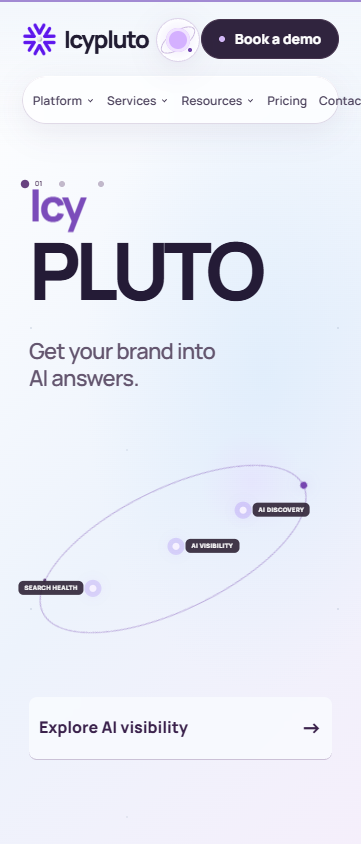 Icypluto
Book a demo
Platform Services Resources Pricing Contac
01
Icy
PLUTO
Get your brand into
AI answers.
AI DISCOVERY
AI VISIBILITY
SEARCH HEALTH
Explore AI visibility →